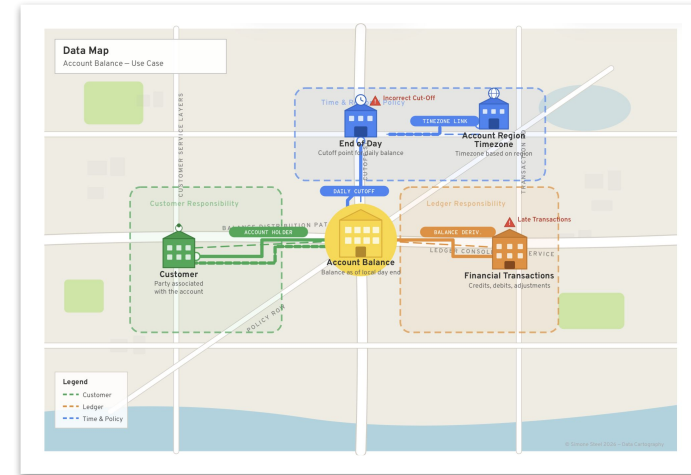 Data Map
Account Balance — Use Case
CUSTOMER SERVICE LAYERS
Time & Policy
Incorrect Cut-Off
TIMEZONE LINK
End of Day
Cutoff point for daily balance
Account Region
Timezone
Timezone based on region
DAILY CUTOFF
Customer Responsibility
ACCOUNT HOLDER
Customer
Party associated
with the account
Account Balance
Balance as of local day end
Ledger Responsibility
Late Transactions
BALANCE DERIV.
SERVICE
Financial Transactions
Credits, debits, adjustments
POLICY ROW
Legend
Customer
Ledger
Time & Policy